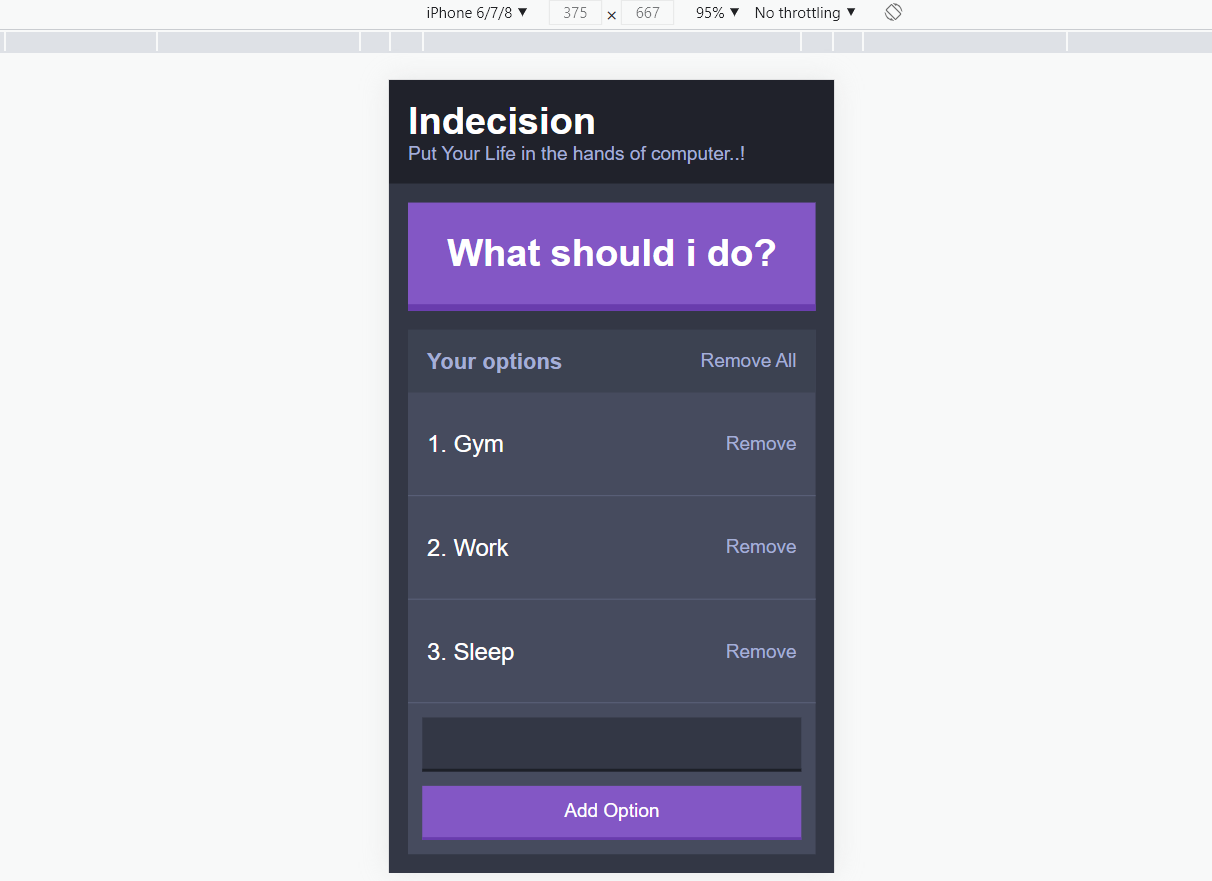 iPhone 6/7/8 ▼ 375 × 667 95% ▼ No throttling ▼
Indecision
Put Your Life in the hands of computer..!
What should i do?
Your options Remove All
1. Gym Remove
2. Work Remove
3. Sleep Remove
Add Option